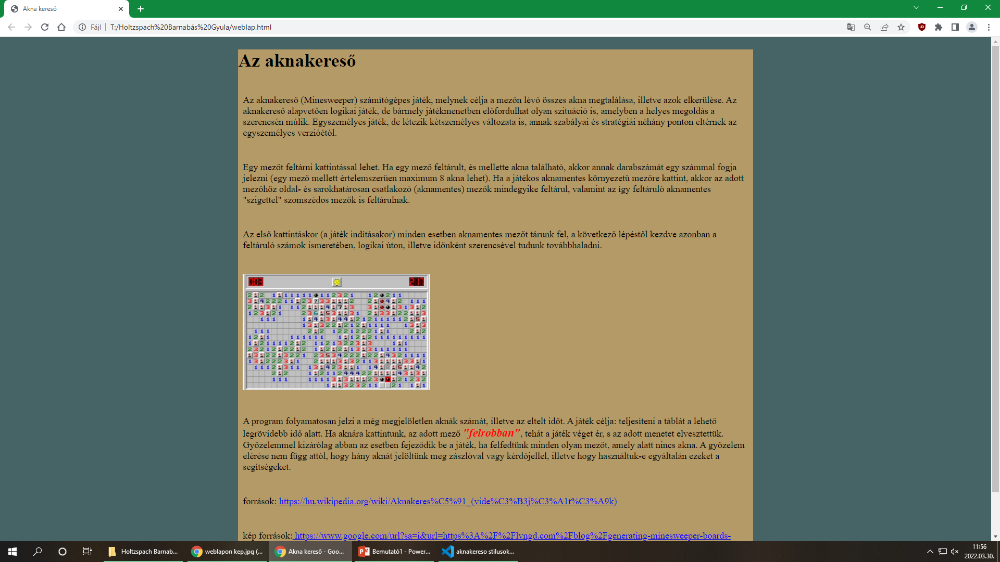 Akna kereső
Fájl
T:/Holtzspach%20Barnabás%20Gyula/weblap.html
Az aknakereső
Az aknakereső (Minesweeper) számítógépes játék, melynek célja a mezőn lévő összes akna megtalálása, illetve azok elkerülése. Az
aknakereső alapvetően logikai játék, de bármely játékmenetben előfordulhat olyan szituáció is, amelyben a helyes megoldás a
szerencsén múlik. Egyszemélyes játék, de létezik kétszemélyes változata is, annak szabályai és stratégiái néhány ponton eltérnek az
egyszemélyes verzióétól.
Egy mezőt feltárni kattintással lehet. Ha egy mező feltárult, és mellette akna található, akkor annak darabszámát egy számmal fogja
jelezni (egy mező mellett értelemszerűen maximum 8 akna lehet). Ha a játékos aknamentes környezetű mezőre kattint, akkor az adott
mezőhöz oldal- és sarokhatárosan csatlakozó (aknamentes) mezők mindegyike feltárul, valamint az így feltáruló aknamentes
"szigettel" szomszédos mezők is feltárulnak.
Az első kattintáskor (a játék indításakor) minden esetben aknamentes mezőt tárunk fel, a következő lépéstől kezdve azonban a
feltáruló számok ismeretében, logikai úton, illetve időnként szerencsével tudunk továbbhaladni.
A program folyamatosan jelzi a még megjelöletlen aknák számát, illetve az eltelt időt. A játék célja: teljesíteni a táblát a lehető
legrövidebb idő alatt. Ha aknára kattintunk, az adott mező "felrobban", tehát a játék véget ér, s az adott menetet elvesztettük.
Győzelemmel kizárólag abban az esetben fejeződik be a játék, ha felfedtünk minden olyan mezőt, amely alatt nincs akna. A győzelem
elérése nem függ attól, hogy hány aknát jelöltünk meg zászlóval vagy kérdőjellel, illetve hogy használtuk-e egyáltalán ezeket a
segítségeket.
források: https://hu.wikipedia.org/wiki/Aknakeres%C5%91_(vide%C3%B3j%C3%A1t%C3%A9k)
kép források: https://www.google.com/url?sa=i&url=https%3A%2F%2Flvngd.com%2Fblog%2Fgenerating-minesweeper-boards-
Holtzspach Barnab...
weblapon kep.jpg (...
Akna kereső - Goo...
Bemutató1 - Power...
aknakereso stilusok...
11:56
2022.03.30.